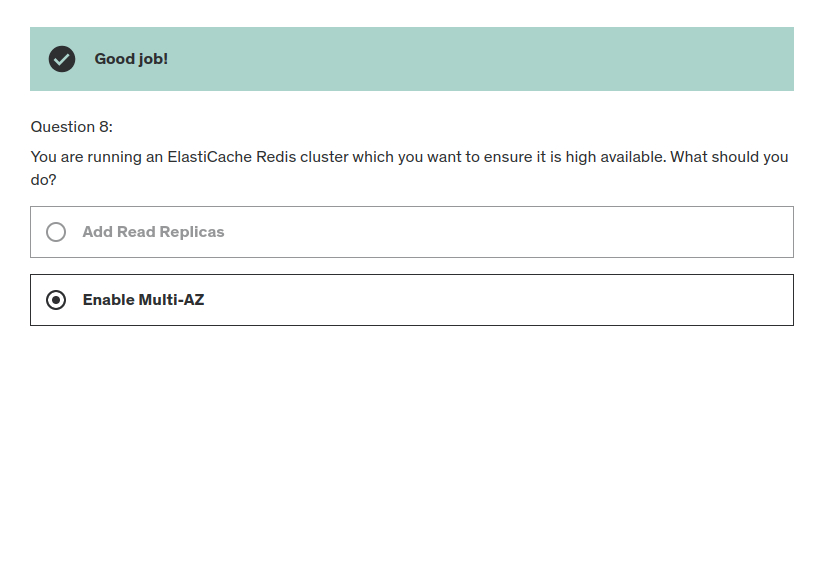 Good job!
Question 8:
You are running an ElastiCache Redis cluster which you want to ensure it is high available. What should you
do?
Add Read Replicas
Enable Multi-AZ